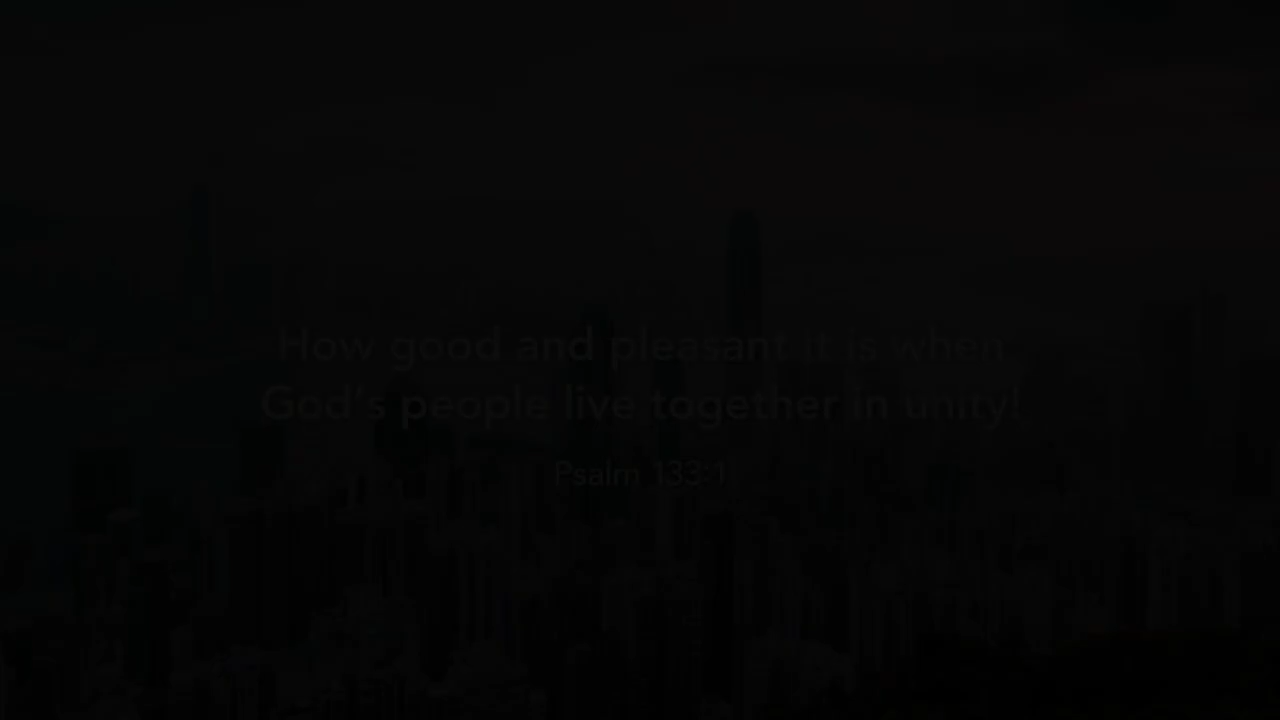 How good and pleasant it is when
God's people live together in unity!
Psalm 133:1